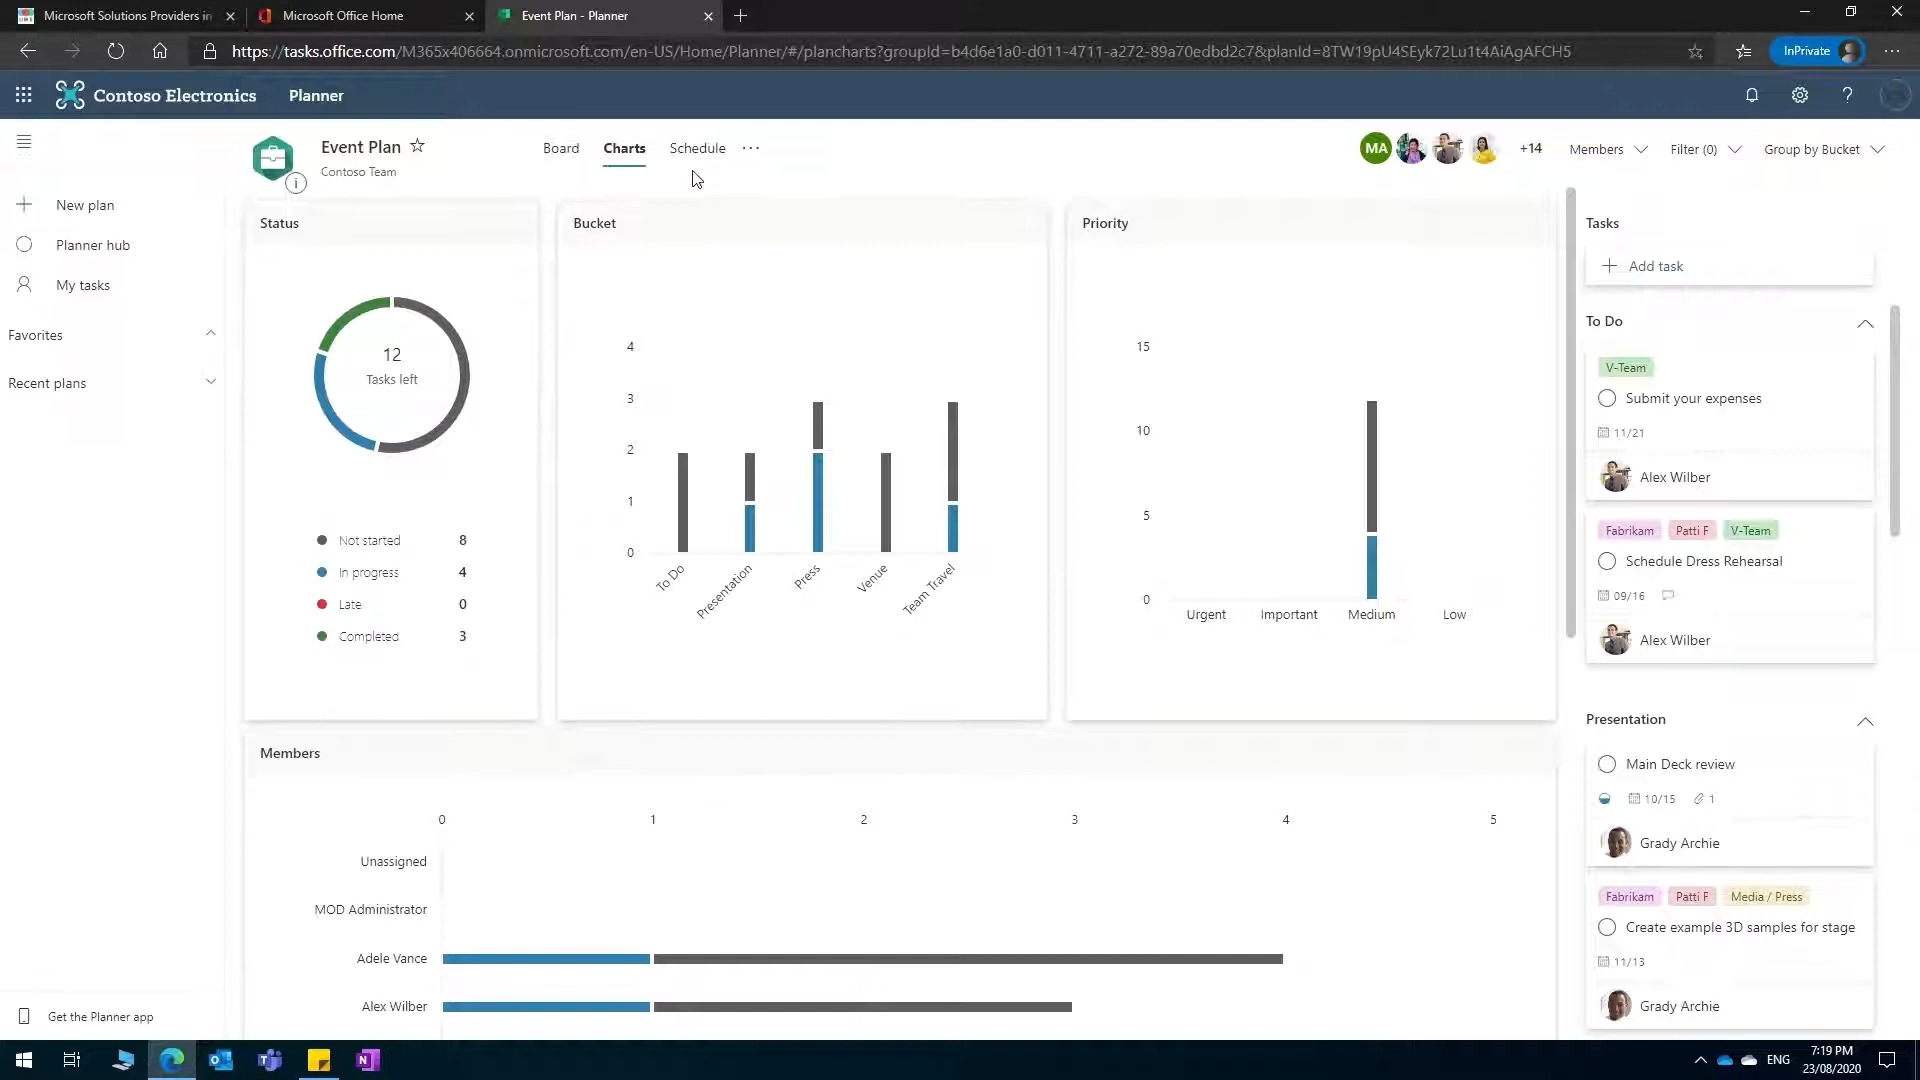 Microsoft Solutions Providers in
Microsoft Office Home
Event Plan - Planner
https://tasks.office.com/M365x406664.onmicrosoft.com/en-US/Home/Planner/#/plancharts?groupId=b4d6e1a0-d011-4711-a272-89a70edbd2c7&planId=8TW19pU4SEyk72Lu1t4AiAgAFCH5
InPrivate
Contoso Electronics
Planner
Event Plan
Contoso Team
Board
Charts
Schedule
MA
+14
Members
Filter (0)
Group by Bucket
New plan
Planner hub
My tasks
Favorites
Recent plans
Get the Planner app
Status
12
Tasks left
Not started 8
In progress 4
Late 0
Completed 3
Bucket
4
3
2
1
0
To Do
Presentation
Press
Venue
Team Travel
Priority
15
10
5
0
Urgent
Important
Medium
Low
Members
0 1 2 3 4 5
Unassigned
MOD Administrator
Adele Vance
Alex Wilber
Tasks
Add task
To Do
V-Team
Submit your expenses
11/21
Alex Wilber
Fabrikam Patti F V-Team
Schedule Dress Rehearsal
09/16
Alex Wilber
Presentation
Main Deck review
10/15 1
Grady Archie
Fabrikam Patti F Media / Press
Create example 3D samples for stage
11/13
Grady Archie
ENG
7:19 PM
23/08/2020